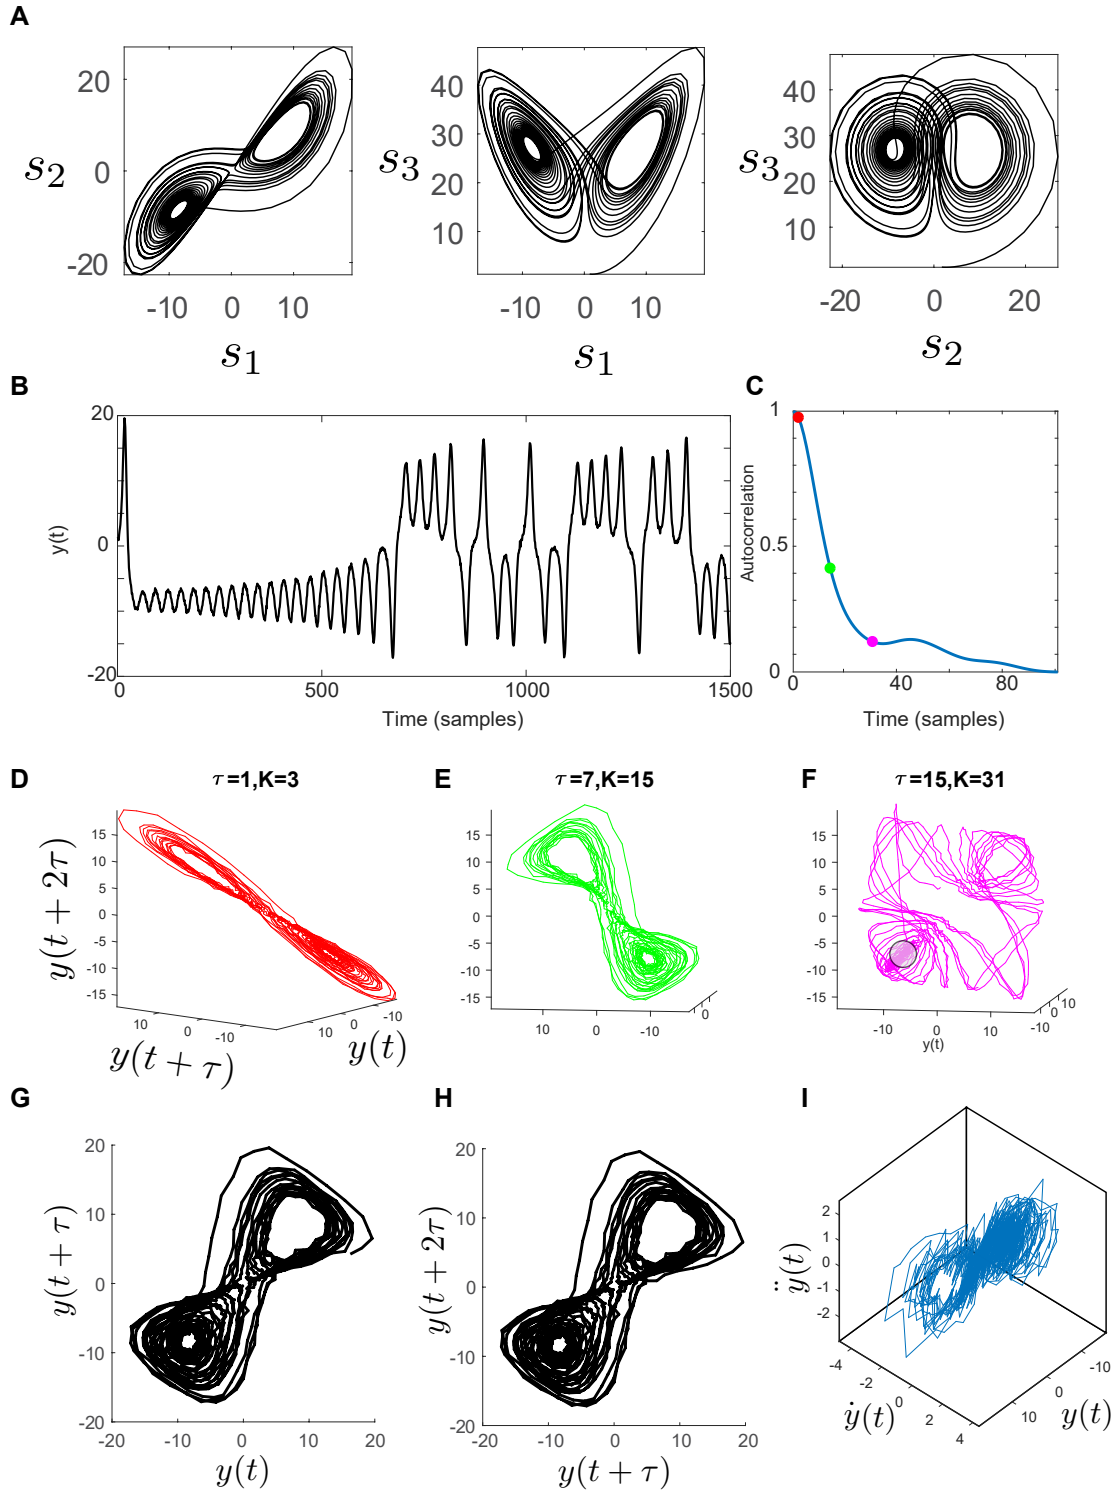 A
20
0
-20
s₂
-10 0 10
s₁
40
30
20
10
s₃
-10 0 10
s₁
40
30
20
10
s₃
-20 0 20
s₂
B
20
0
-20
y(t)
0 500 1000 1500
Time (samples)
C
1
0.5
0
Autocorrelation
0 40 80
Time (samples)
D
τ=1,K=3
15
10
5
0
-5
-10
-15
y(t + 2τ)
10 0 -10
y(t + τ)
10 0 -10
y(t)
E
τ=7,K=15
15
10
5
0
-5
-10
-15
10 0 -10
0
F
τ=15,K=31
15
10
5
0
-5
-10
-15
-10 0 10
y(t)
-10 0 10
G
20
10
0
-10
-20
y(t + τ)
-20 -10 0 10 20
y(t)
H
20
10
0
-10
-20
y(t + 2τ)
-20 -10 0 10 20
y(t + τ)
I
2
1
0
-1
-2
ÿ(t)
-4 -2 0 2 4
ẏ(t)
10 0 -10
y(t)